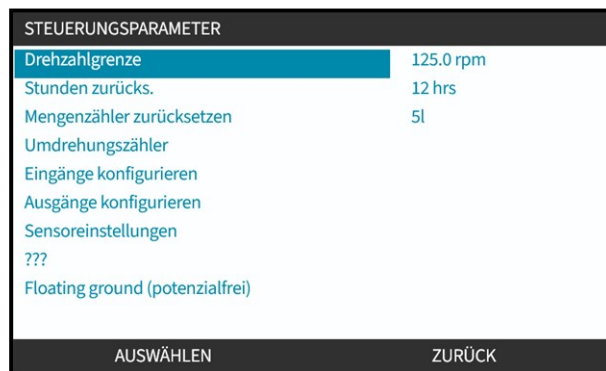 STEUERUNGSPARAMETER
Drehzahlgrenze 125.0 rpm
Stunden zurücks. 12 hrs
Mengenzähler zurücksetzen 5l
Umdrehungszähler
Eingänge konfigurieren
Ausgänge konfigurieren
Sensoreinstellungen
???
Floating ground (potenzialfrei)
AUSWÄHLEN ZURÜCK